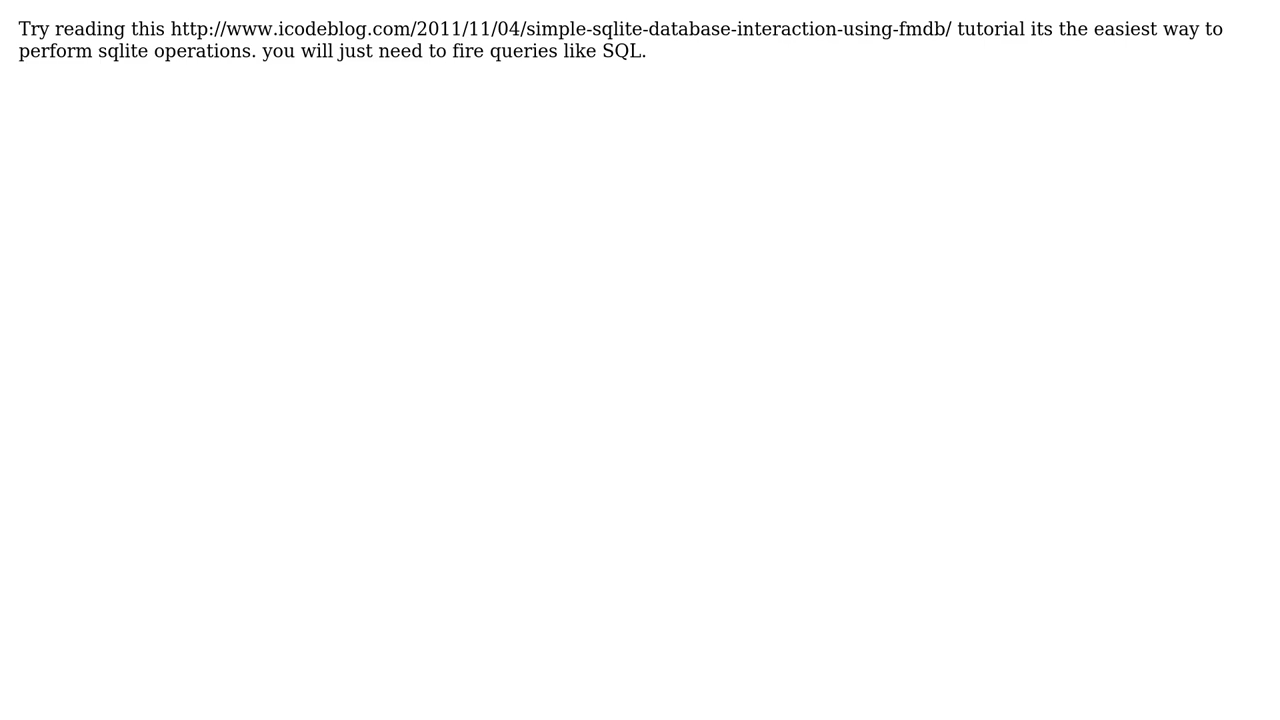 Try reading this http://www.icodeblog.com/2011/11/04/simple-sqlite-database-interaction-using-fmdb/ tutorial its the easiest way to
perform sqlite operations. you will just need to fire queries like SQL.